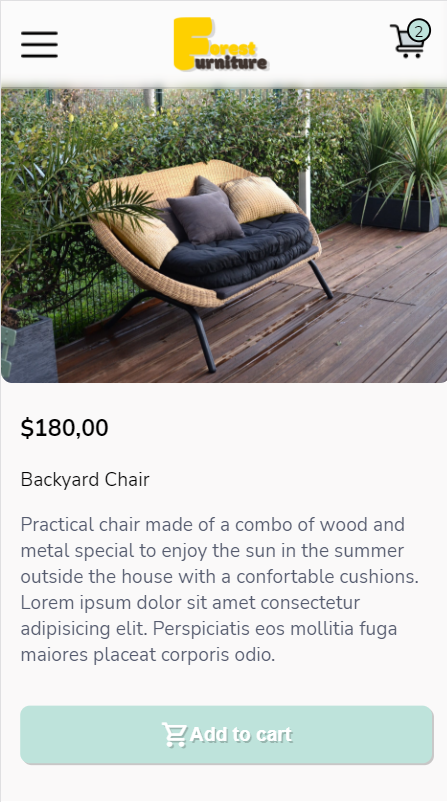 Forest
Furniture
2
$180,00
Backyard Chair
Practical chair made of a combo of wood and
metal special to enjoy the sun in the summer
outside the house with a confortable cushions.
Lorem ipsum dolor sit amet consectetur
adipisicing elit. Perspiciatis eos mollitia fuga
maiores placeat corporis odio.
Add to cart